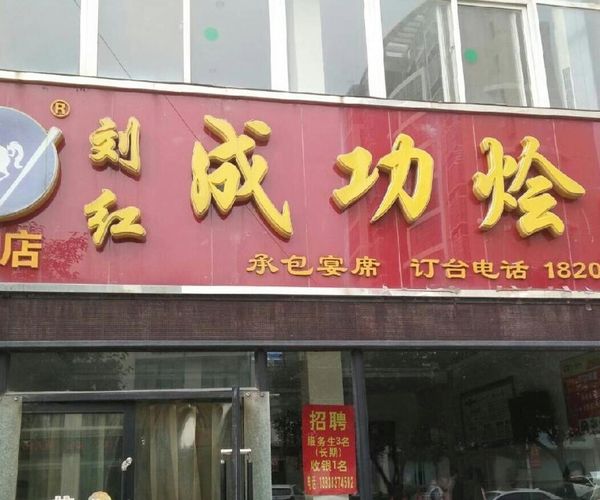 ®
刘红
成功烩
店
承包宴席 订台电话 1820
招聘
服务生3名
(长期)
收银1名